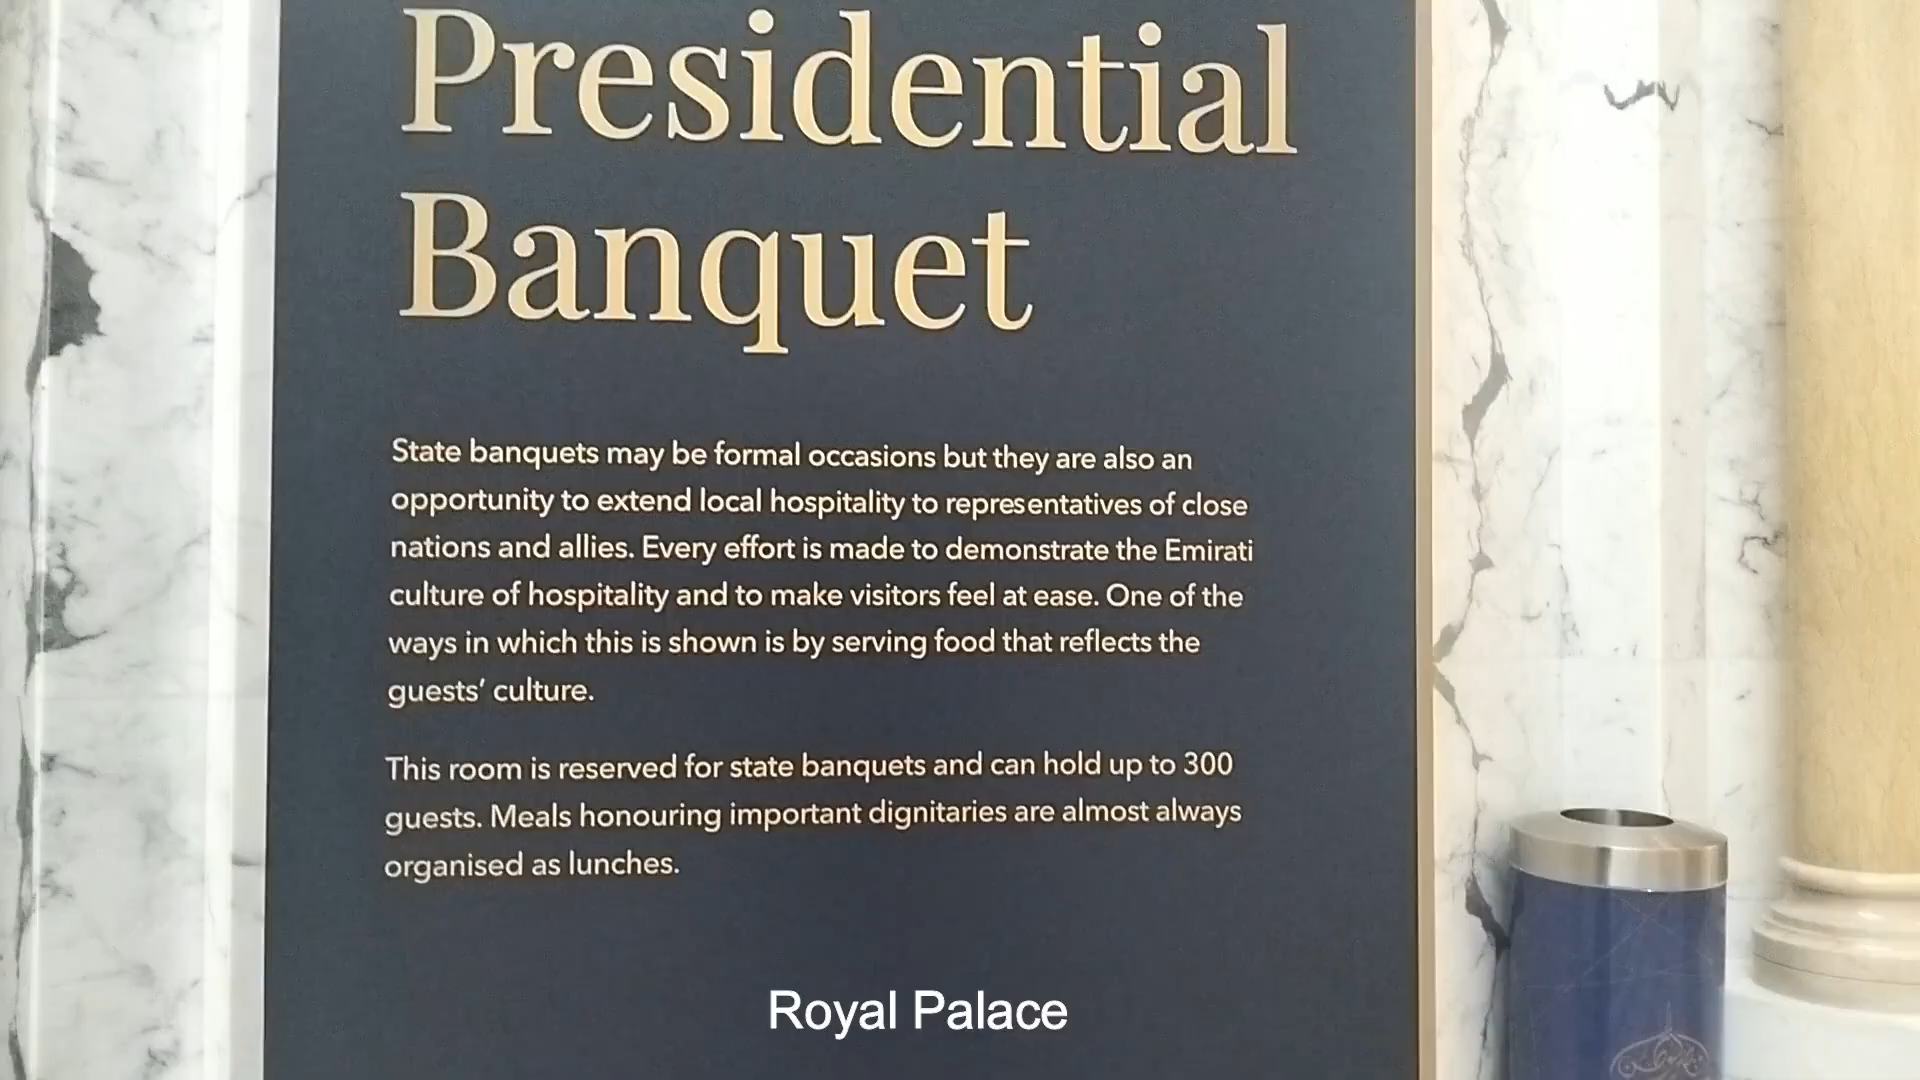 Presidential
Banquet
State banquets may be formal occasions but they are also an
opportunity to extend local hospitality to representatives of close
nations and allies. Every effort is made to demonstrate the Emirati
culture of hospitality and to make visitors feel at ease. One of the
ways in which this is shown is by serving food that reflects the
guests’ culture.
This room is reserved for state banquets and can hold up to 300
guests. Meals honouring important dignitaries are almost always
organised as lunches.
Royal Palace